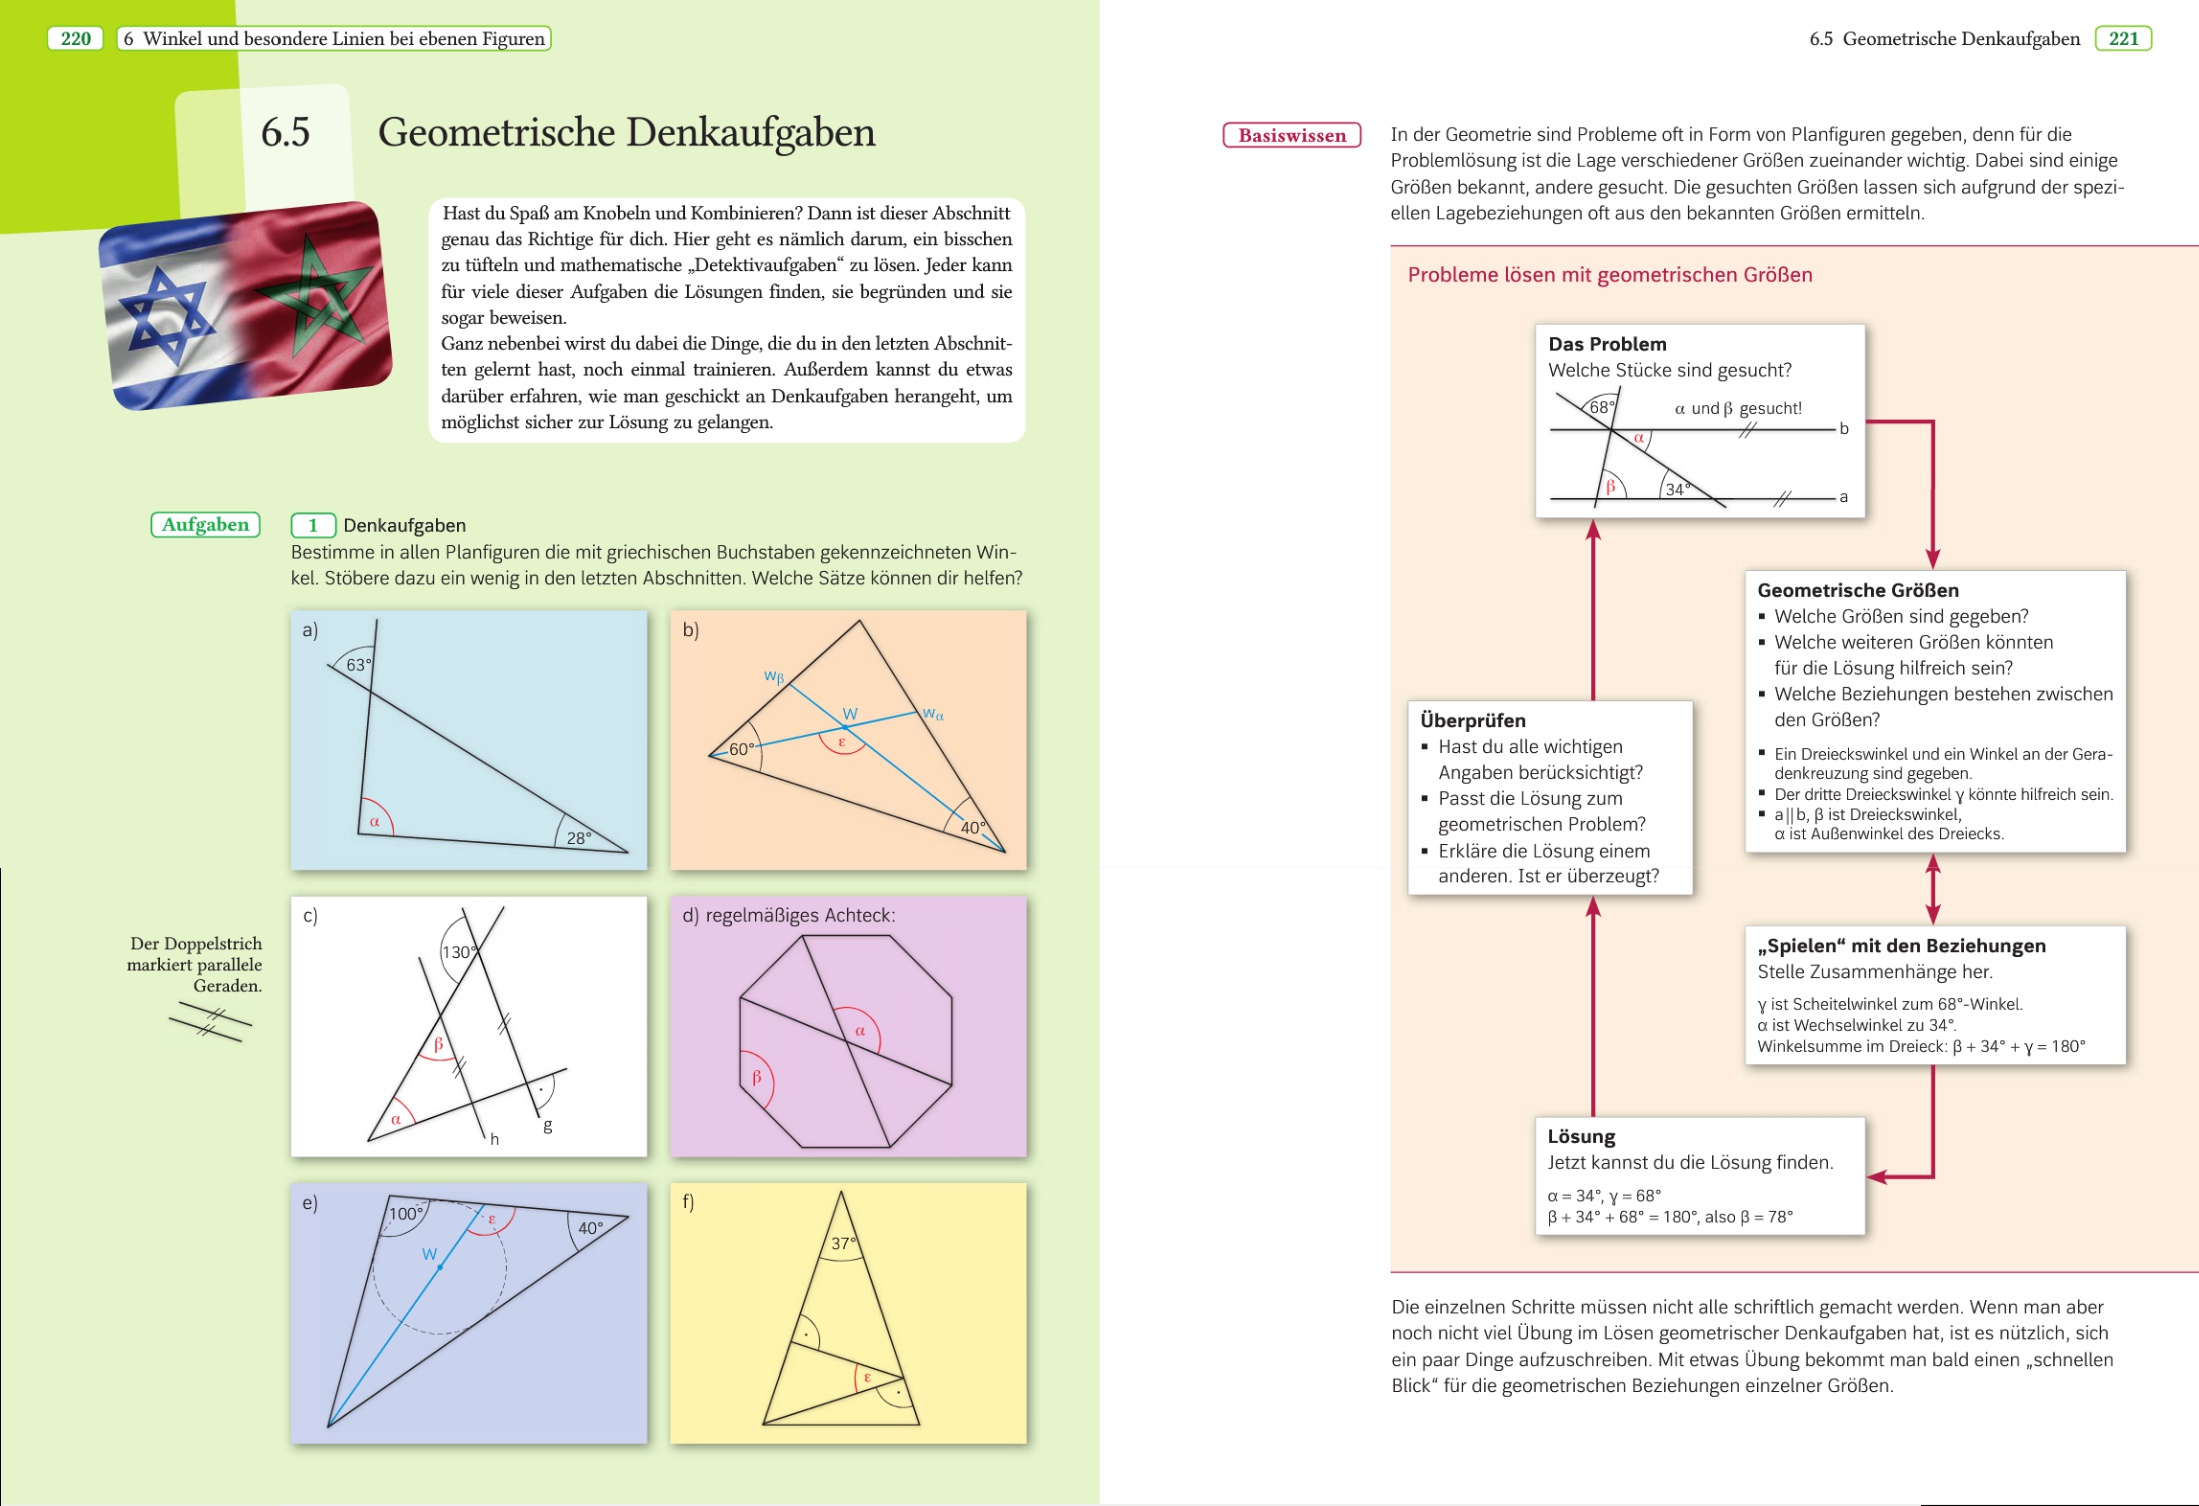 220
6 Winkel und besondere Linien bei ebenen Figuren
6.5 Geometrische Denkaufgaben
Hast du Spaß am Knobeln und Kombinieren? Dann ist dieser Abschnitt
genau das Richtige für dich. Hier geht es nämlich darum, ein bisschen
zu tüfteln und mathematische „Detektivaufgaben“ zu lösen. Jeder kann
für viele dieser Aufgaben die Lösungen finden, sie begründen und sie
sogar beweisen.
Ganz nebenbei wirst du dabei die Dinge, die du in den letzten Abschnit-
ten gelernt hast, noch einmal trainieren. Außerdem kannst du etwas
darüber erfahren, wie man geschickt an Denkaufgaben herangeht, um
möglichst sicher zur Lösung zu gelangen.
Aufgaben
1 Denkaufgaben
Bestimme in allen Planfiguren die mit griechischen Buchstaben gekennzeichneten Win-
kel. Stöbere dazu ein wenig in den letzten Abschnitten. Welche Sätze können dir helfen?
a)
63°
α
28°
b)
wβ
W
wα
60°
ε
40°
Der Doppelstrich
markiert parallele
Geraden.
c)
130°
β
α
h
g
d) regelmäßiges Achteck:
α
β
e)
100°
ε
40°
W
f)
37°
ε
6.5 Geometrische Denkaufgaben
221
Basiswissen
In der Geometrie sind Probleme oft in Form von Planfiguren gegeben, denn für die
Problemlösung ist die Lage verschiedener Größen zueinander wichtig. Dabei sind einige
Größen bekannt, andere gesucht. Die gesuchten Größen lassen sich aufgrund der spezi-
ellen Lagebeziehungen oft aus den bekannten Größen ermitteln.
Probleme lösen mit geometrischen Größen
Das Problem
Welche Stücke sind gesucht?
68°
α und β gesucht!
b
α
β
34°
a
Geometrische Größen
▪ Welche Größen sind gegeben?
▪ Welche weiteren Größen könnten
für die Lösung hilfreich sein?
▪ Welche Beziehungen bestehen zwischen
den Größen?
▪ Ein Dreieckswinkel und ein Winkel an der Gera-
denkreuzung sind gegeben.
▪ Der dritte Dreieckswinkel γ könnte hilfreich sein.
▪ a||b, β ist Dreieckswinkel,
α ist Außenwinkel des Dreiecks.
„Spielen“ mit den Beziehungen
Stelle Zusammenhänge her.
γ ist Scheitelwinkel zum 68°-Winkel.
α ist Wechselwinkel zu 34°.
Winkelsumme im Dreieck: β + 34° + γ = 180°
Lösung
Jetzt kannst du die Lösung finden.
α = 34°, γ = 68°
β + 34° + 68° = 180°, also β = 78°
Überprüfen
▪ Hast du alle wichtigen
Angaben berücksichtigt?
▪ Passt die Lösung zum
geometrischen Problem?
▪ Erkläre die Lösung einem
anderen. Ist er überzeugt?
Die einzelnen Schritte müssen nicht alle schriftlich gemacht werden. Wenn man aber
noch nicht viel Übung im Lösen geometrischer Denkaufgaben hat, ist es nützlich, sich
ein paar Dinge aufzuschreiben. Mit etwas Übung bekommt man bald einen „schnellen
Blick“ für die geometrischen Beziehungen einzelner Größen.